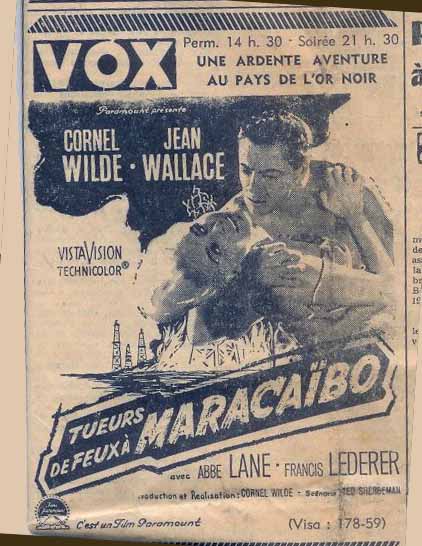 VOX
Perm. 14 h. 30 - Soirée 21 h. 30
UNE ARDENTE AVENTURE
AU PAYS DE L'OR NOIR
Paramount présente
CORNEL WILDE · JEAN WALLACE
VISTAVISION
TECHNICOLOR®
TUEURS
DE FEUX À MARACAÏBO
avec ABBE LANE · FRANCIS LEDERER
roduction et Réalisation : CORNEL WILDE - Scénario : TED SHERDEMAN
C'est un Film Paramount
(Visa : 178-59)